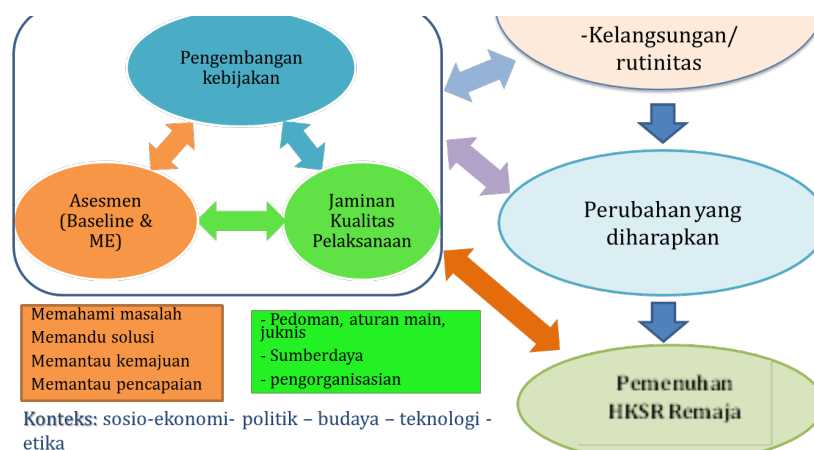 Pengembangan
kebijakan
Asesmen
(Baseline &
ME)
Jaminan
Kualitas
Pelaksanaan
Memahami masalah
Memandu solusi
Memantau kemajuan
Memantau pencapaian
- Pedoman, aturan main,
juknis
- Sumberdaya
- pengorganisasian
Konteks: sosio-ekonomi- politik – budaya – teknologi -
etika
-Kelangsungan/
rutinitas
Perubahan yang
diharapkan
Pemenuhan
HKSR Remaja